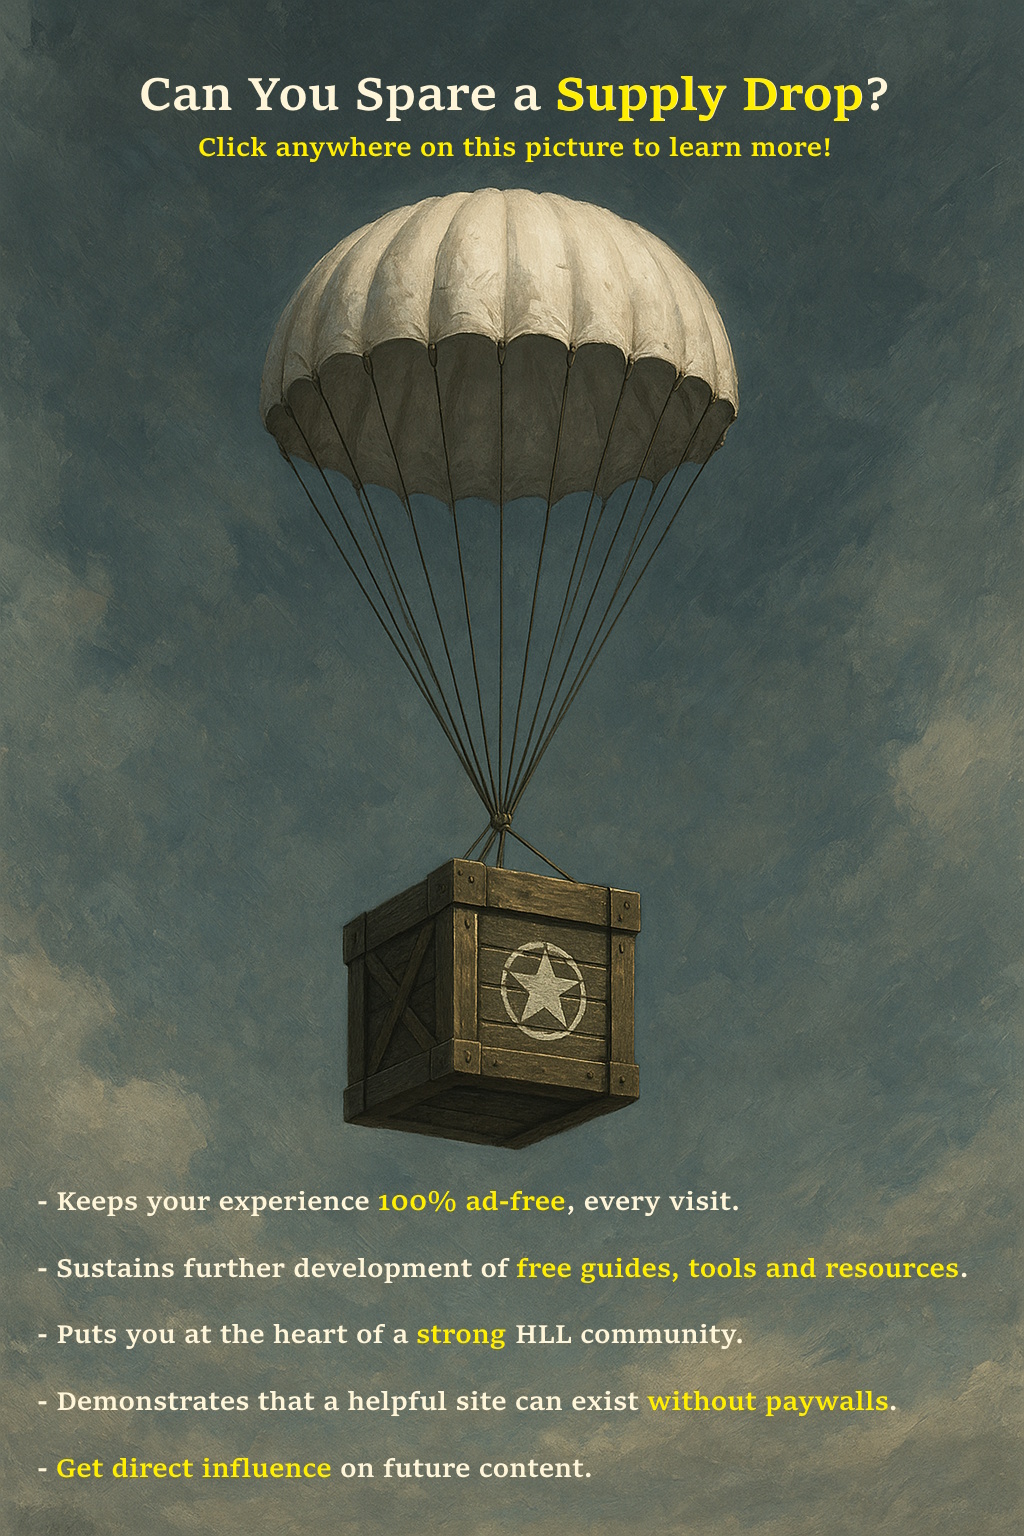 Can You Spare a Supply Drop?
Click anywhere on this picture to learn more!
- Keeps your experience 100% ad-free, every visit.
- Sustains further development of free guides, tools and resources.
- Puts you at the heart of a strong HLL community.
- Demonstrates that a helpful site can exist without paywalls.
- Get direct influence on future content.